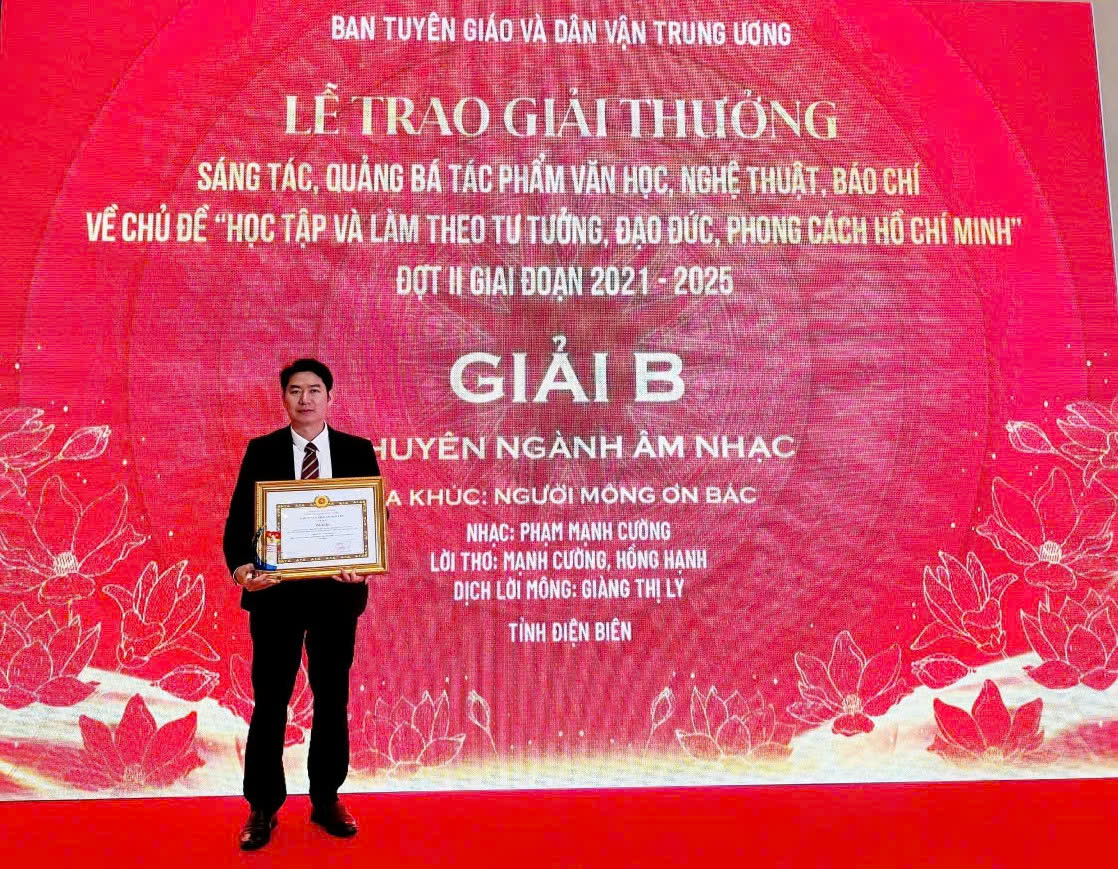 BAN TUYÊN GIÁO VÀ DÂN VẬN TRUNG ƯƠNG
LỄ TRAO GIẢI THƯỞNG
SÁNG TÁC, QUẢNG BÁ TÁC PHẨM VĂN HỌC, NGHỆ THUẬT, BÁO CHÍ
VỀ CHỦ ĐỀ “HỌC TẬP VÀ LÀM THEO TƯ TƯỞNG, ĐẠO ĐỨC, PHONG CÁCH HỒ CHÍ MINH”
ĐỢT II GIAI ĐOẠN 2021 - 2025
GIẢI B
HUYÊN NGÀNH ÂM NHẠC
A KHÚC: NGƯỜI MÔNG ƠN BÁC
NHẠC: PHẠM MẠNH CƯỜNG
LỜI THƠ: MẠNH CƯỜNG, HỒNG HẠNH
DỊCH LỜI MÔNG: GIÀNG THỊ LÝ
TỈNH ĐIỆN BIÊN